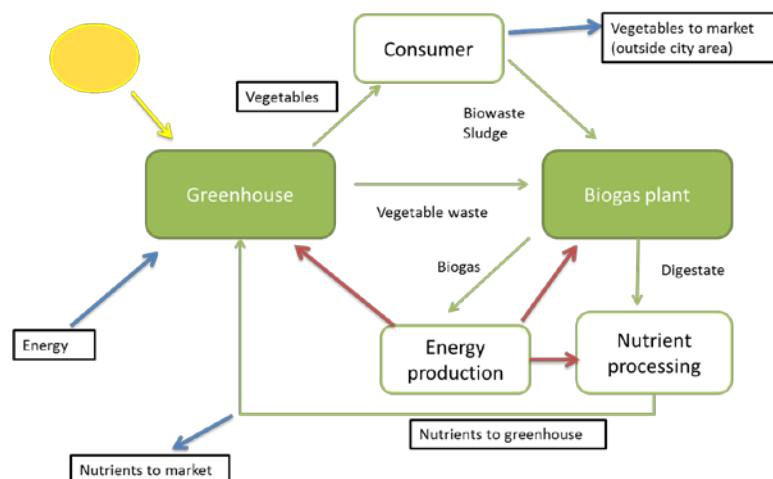 Consumer
Vegetables to market
(outside city area)
Vegetables
Biowaste
Sludge
Greenhouse
Biogas plant
Vegetable waste
Biogas
Digestate
Energy
Energy
production
Nutrient
processing
Nutrients to greenhouse
Nutrients to market